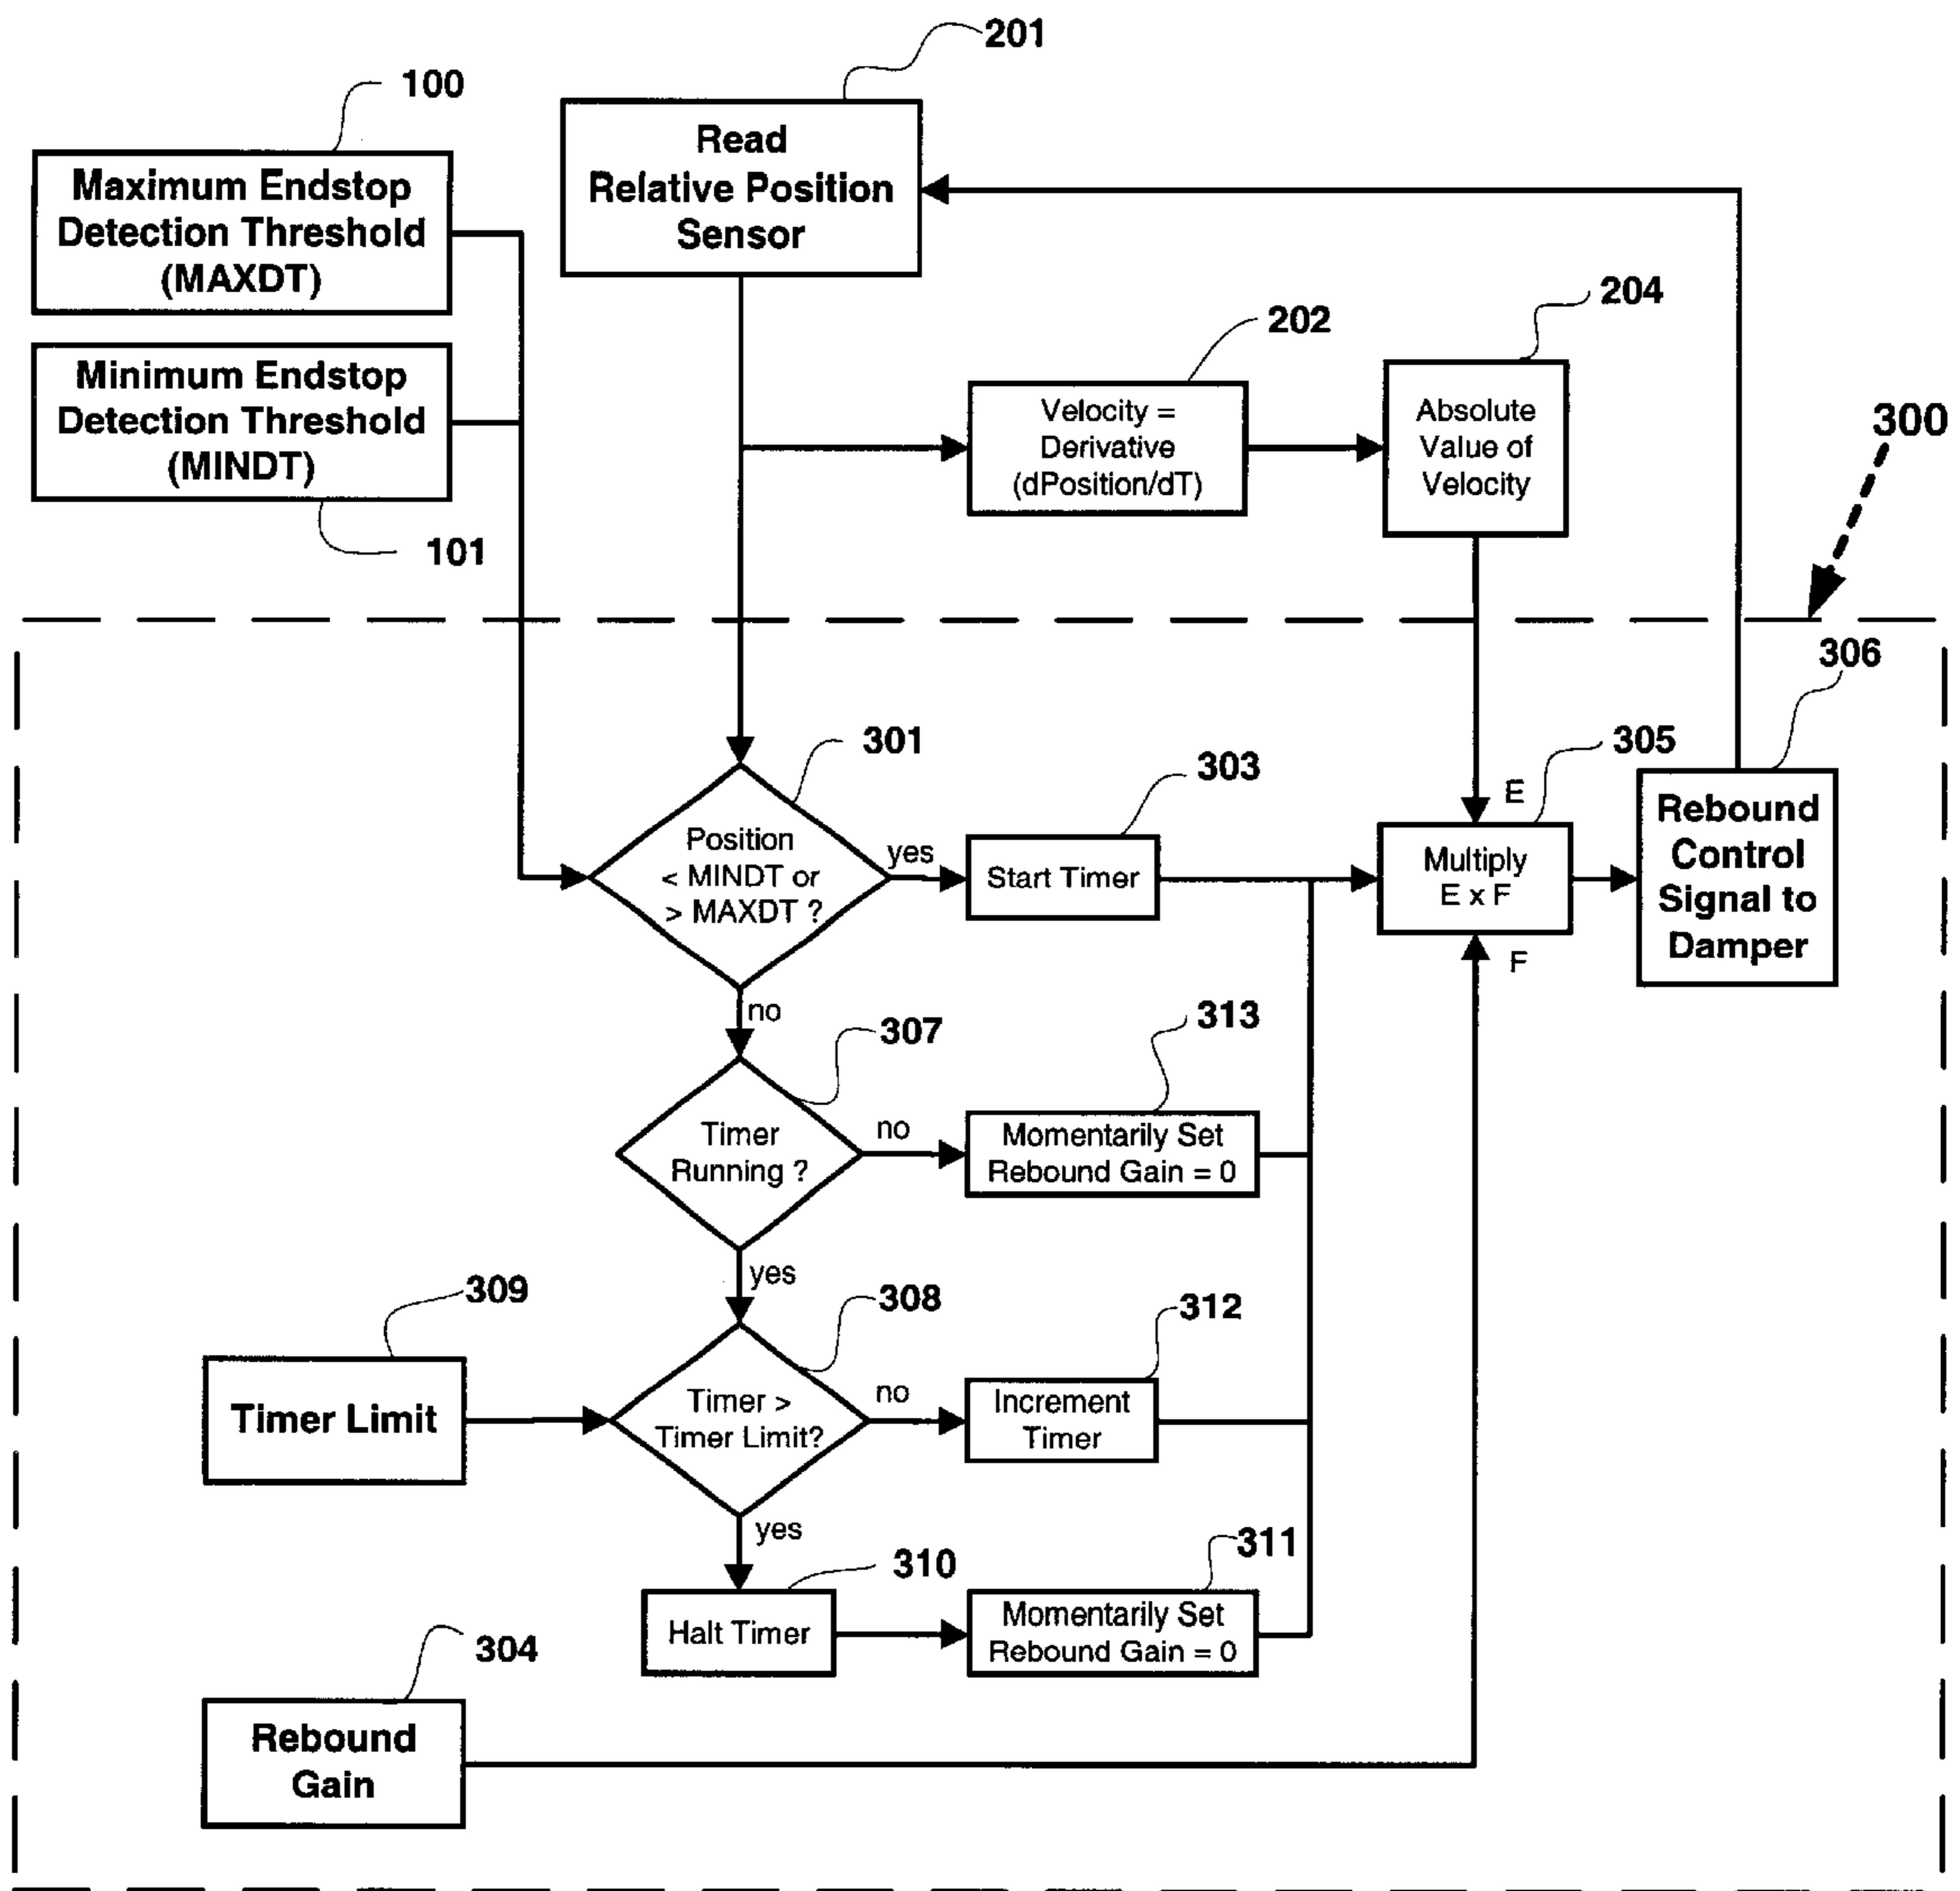 201
100
Read
Relative Position
Sensor
Maximum Endstop
Detection Threshold
(MAXDT)
204
202
Minimum Endstop
Detection Threshold
(MINDT)
Velocity =
Derivative
(dPosition/dT)
Absolute
Value of
Velocity
300
101
306
301
303
305
E
Position
< MINDT or
> MAXDT ?
yes
Start Timer
Multiply
E x F
Rebound
Control
Signal to
Damper
F
no
307
313
Timer
Running ?
no
Momentarily Set
Rebound Gain = 0
yes
309
308
312
Timer Limit
Timer >
Timer Limit?
no
Increment
Timer
yes
310
311
Halt Timer
Momentarily Set
Rebound Gain = 0
304
Rebound
Gain